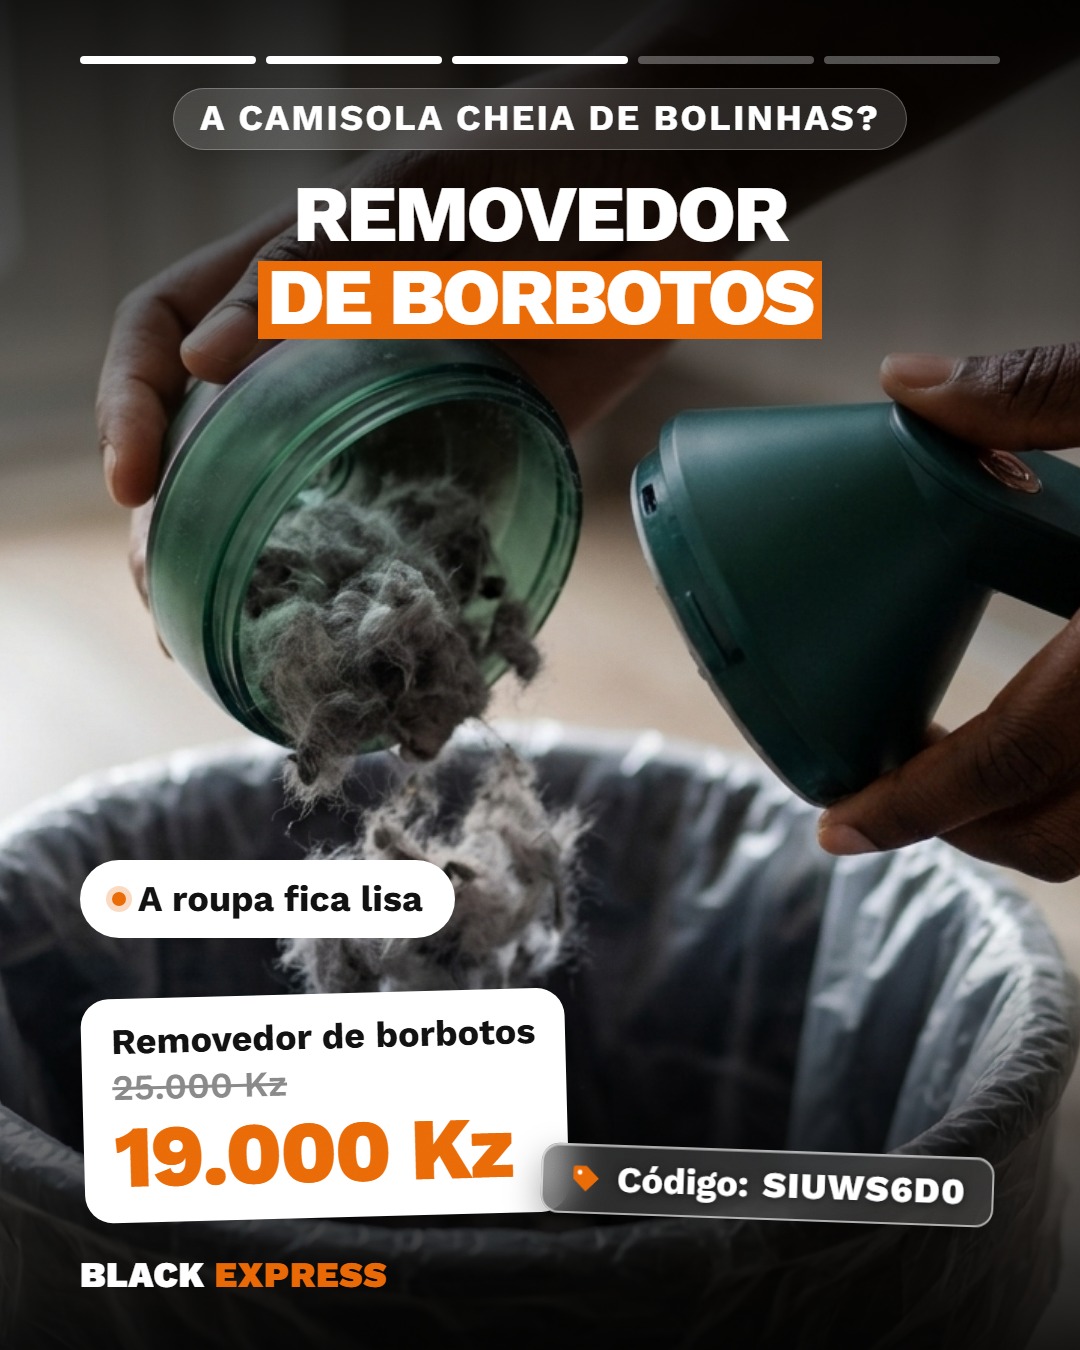 A CAMISOLA CHEIA DE BOLINHAS?
REMOVEDOR
DE BORBOTOS
A roupa fica lisa
Removedor de borbotos
25.000 Kz
19.000 Kz
Código: SIUWS6D0
BLACK EXPRESS